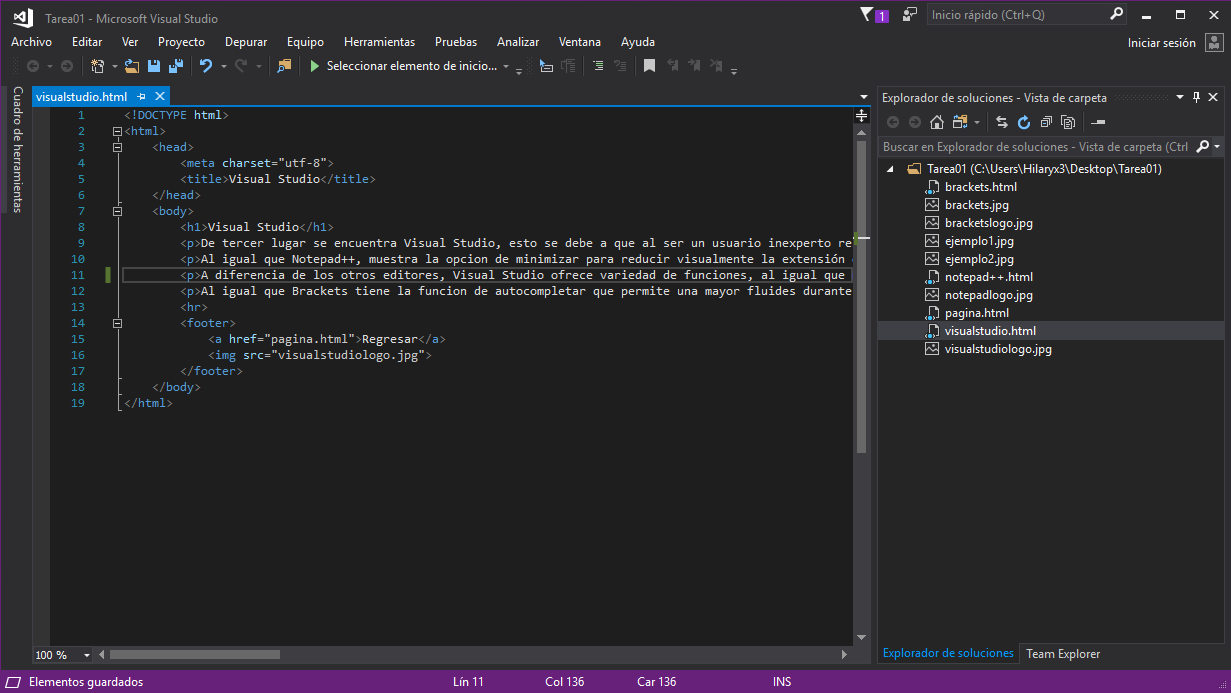 Tarea01 - Microsoft Visual Studio
1
Inicio rápido (Ctrl+Q)
Archivo Editar Ver Proyecto Depurar Equipo Herramientas Pruebas Analizar Ventana Ayuda
Iniciar sesión
Seleccionar elemento de inicio...
Cuadro de herramientas
visualstudio.html
1 <!DOCTYPE html>
2 <html>
3 <head>
4 <meta charset="utf-8">
5 <title>Visual Studio</title>
6 </head>
7 <body>
8 <h1>Visual Studio</h1>
9 <p>De tercer lugar se encuentra Visual Studio, esto se debe a que al ser un usuario inexperto re
10 <p>Al igual que Notepad++, muestra la opcion de minimizar para reducir visualmente la extensión
11 <p>A diferencia de los otros editores, Visual Studio ofrece variedad de funciones, al igual que
12 <p>Al igual que Brackets tiene la funcion de autocompletar que permite una mayor fluides durante
13 <hr>
14 <footer>
15 <a href="pagina.html">Regresar</a>
16 <img src="visualstudiologo.jpg">
17 </footer>
18 </body>
19 </html>
100 %
Explorador de soluciones - Vista de carpeta
Buscar en Explorador de soluciones - Vista de carpeta (Ctrl
Tarea01 (C:\Users\Hilaryx3\Desktop\Tarea01)
brackets.html
brackets.jpg
bracketslogo.jpg
ejemplo1.jpg
ejemplo2.jpg
notepad++.html
notepadlogo.jpg
pagina.html
visualstudio.html
visualstudiologo.jpg
Explorador de soluciones Team Explorer
Elementos guardados Lín 11 Col 136 Car 136 INS